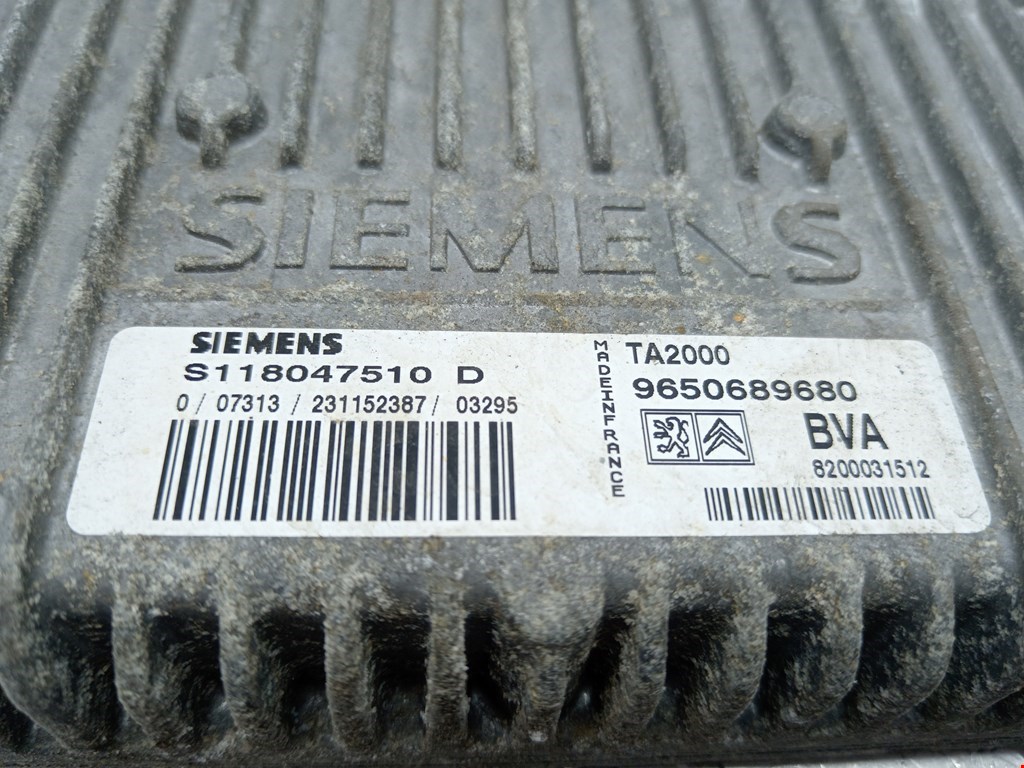 SIEMENS
SIEMENS
S118047510 D
0/ 07313 / 231152387/ 03295
MADEINFRANCE
TA2000
9650689680
BVA
8200031512